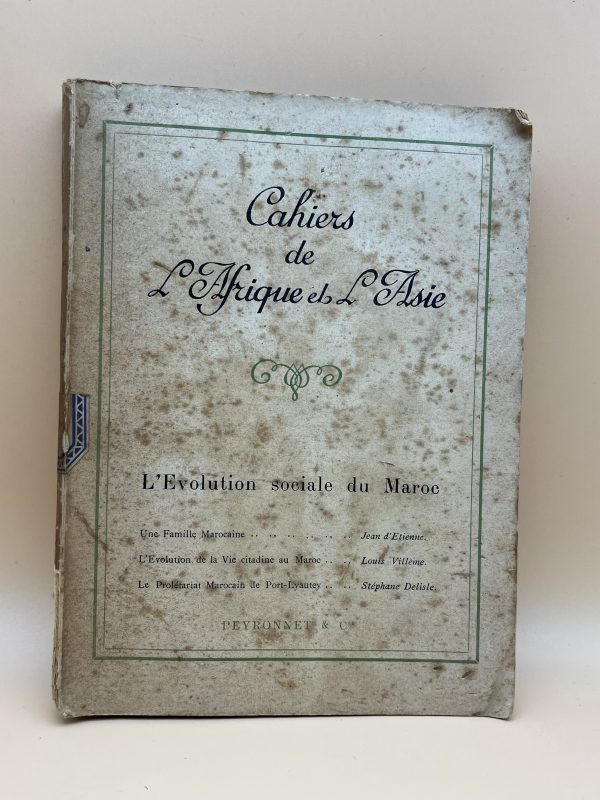 Cahiers
de
L'Afrique et L'Asie
L'Evolution sociale du Maroc
Une Famille Marocaine .. .. .. .. .. .. Jean d'Etienne.
L'Evolution de la Vie citadine au Maroc .. .. Louis Villème.
Le Prolétariat Marocain de Port-Lyautey .. .. Stéphane Delisle.
PEYRONNET & Cie